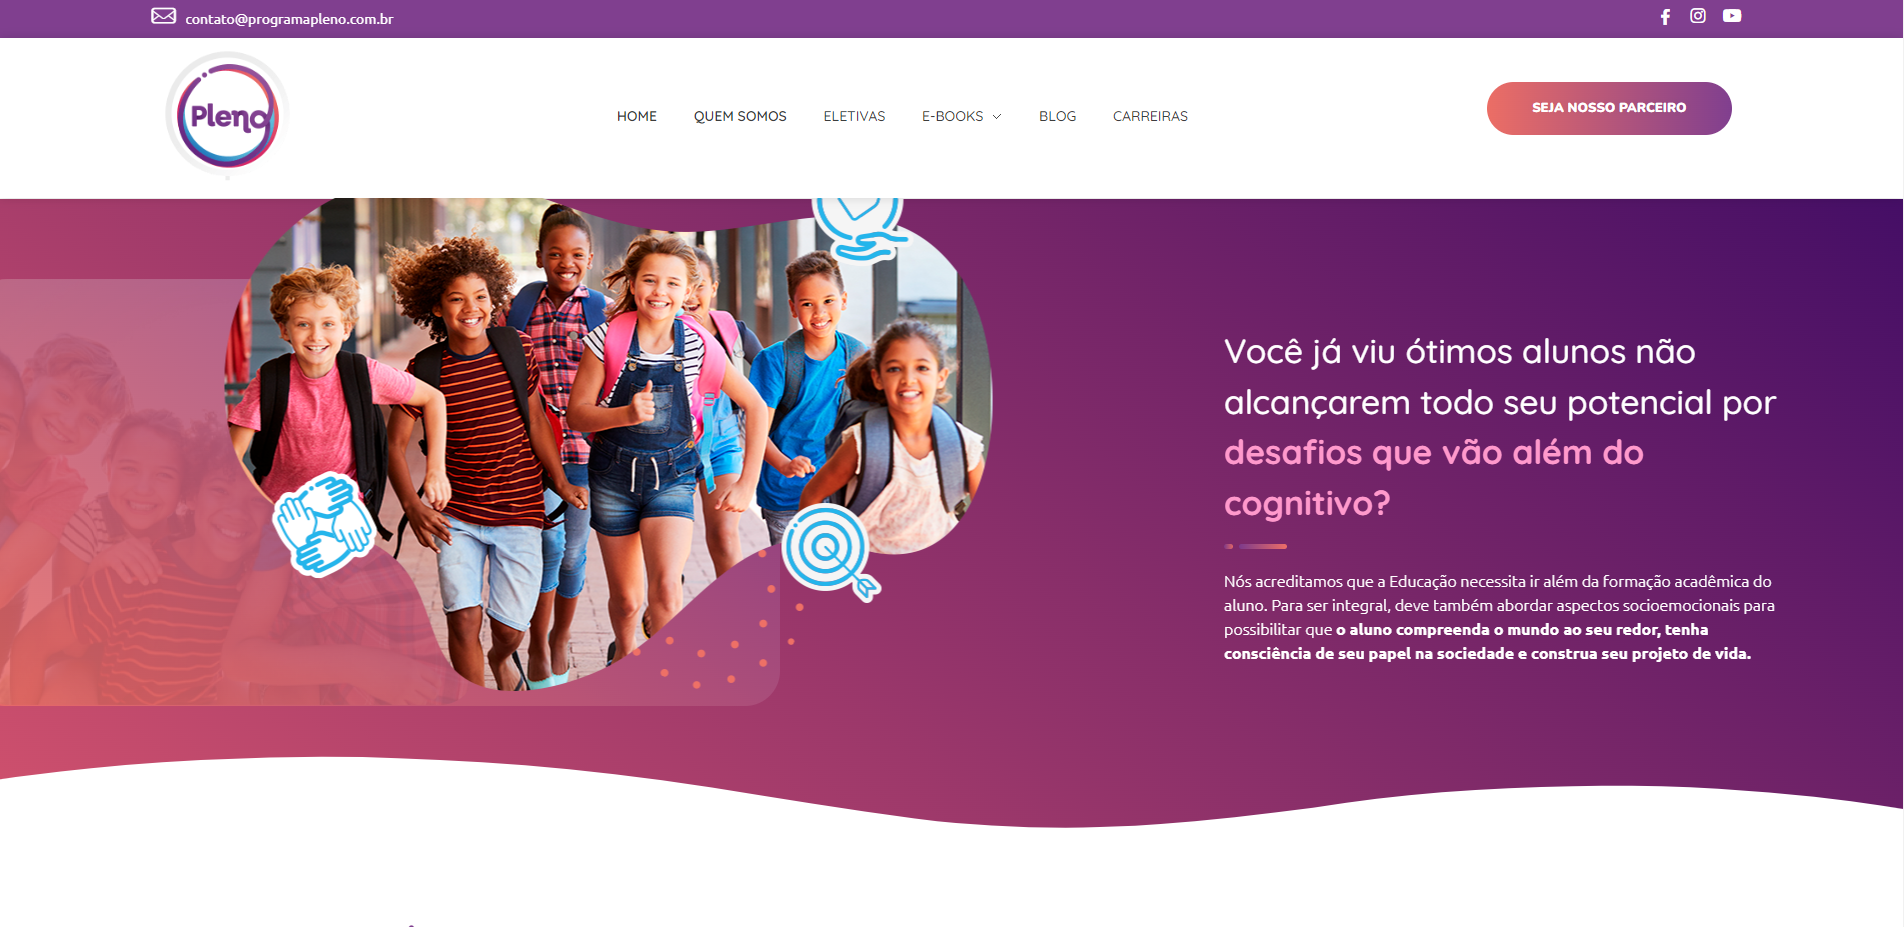 contato@programapleno.com.br
Pleno
HOME QUEM SOMOS ELETIVAS E-BOOKS BLOG CARREIRAS
SEJA NOSSO PARCEIRO
Você já viu ótimos alunos não
alcançarem todo seu potencial por
desafios que vão além do
cognitivo?
Nós acreditamos que a Educação necessita ir além da formação acadêmica do
aluno. Para ser integral, deve também abordar aspectos socioemocionais para
possibilitar que o aluno compreenda o mundo ao seu redor, tenha
consciência de seu papel na sociedade e construa seu projeto de vida.